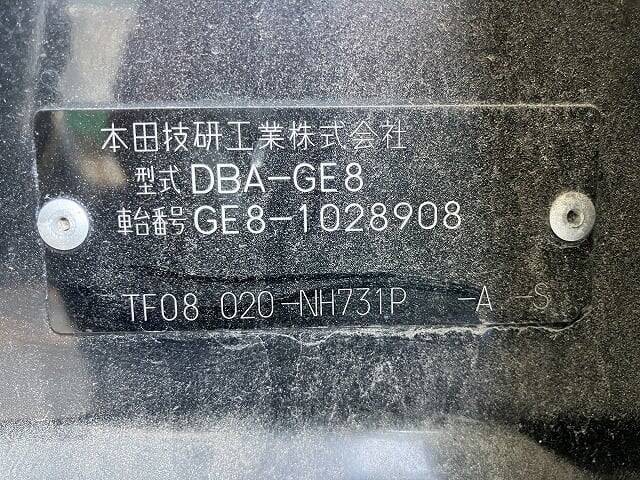 本田技研工業株式会社
型式 DBA-GE8
車台番号 GE8-1028908
TF08 020-NH731P -A -S